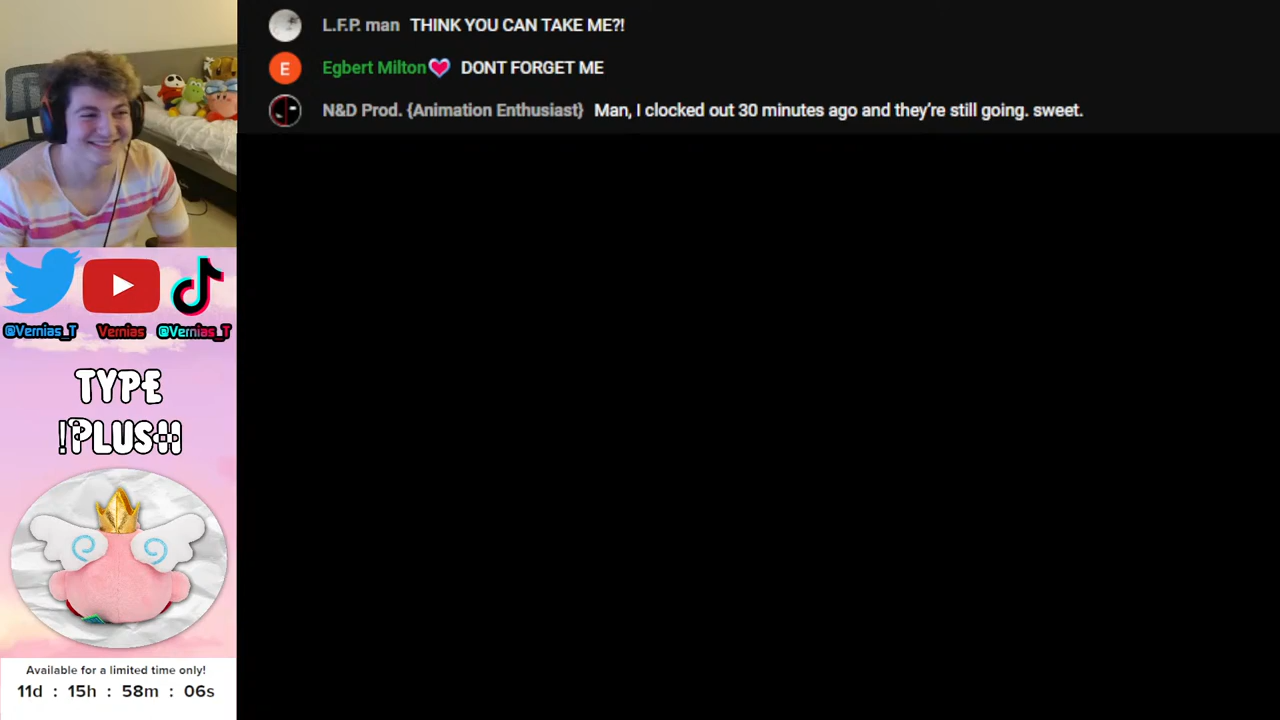 L.F.P. man THINK YOU CAN TAKE ME?!
E Egbert Milton DONT FORGET ME
N&D Prod. {Animation Enthusiast} Man, I clocked out 30 minutes ago and they're still going. sweet.
@Vernias_T Vernias @Vernias_T
TYPE
!PLUSH
Available for a limited time only!
11d : 15h : 58m : 06s